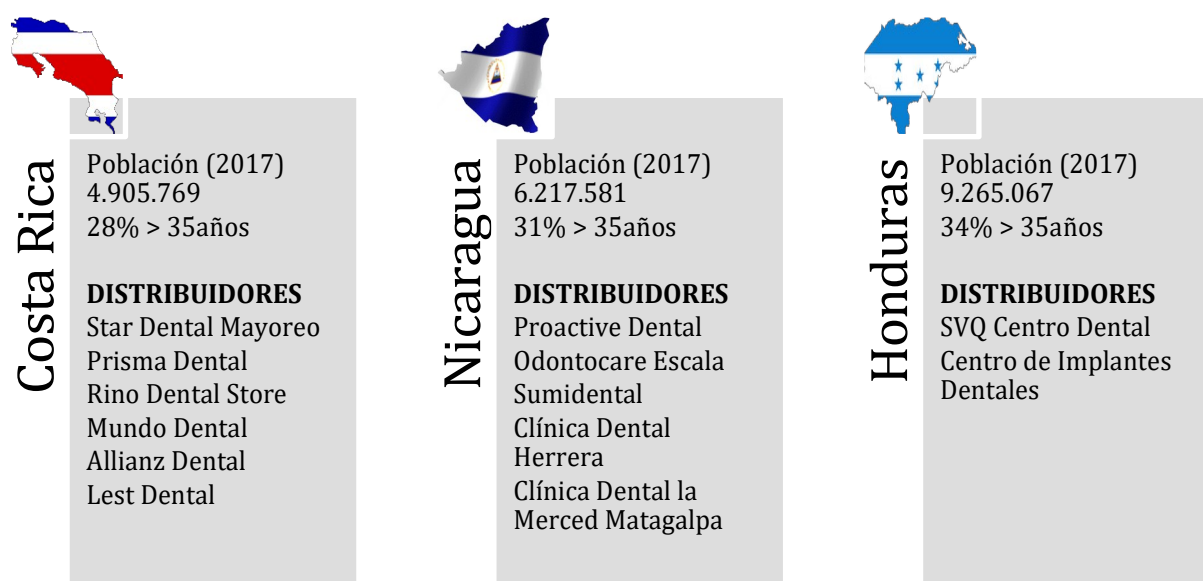 Costa Rica
Población (2017)
4.905.769
28% > 35años
DISTRIBUIDORES
Star Dental Mayoreo
Prisma Dental
Rino Dental Store
Mundo Dental
Allianz Dental
Lest Dental
Nicaragua
Población (2017)
6.217.581
31% > 35años
DISTRIBUIDORES
Proactive Dental
Odontocare Escala
Sumidental
Clínica Dental
Herrera
Clínica Dental la
Merced Matagalpa
Honduras
Población (2017)
9.265.067
34% > 35años
DISTRIBUIDORES
SVQ Centro Dental
Centro de Implantes
Dentales